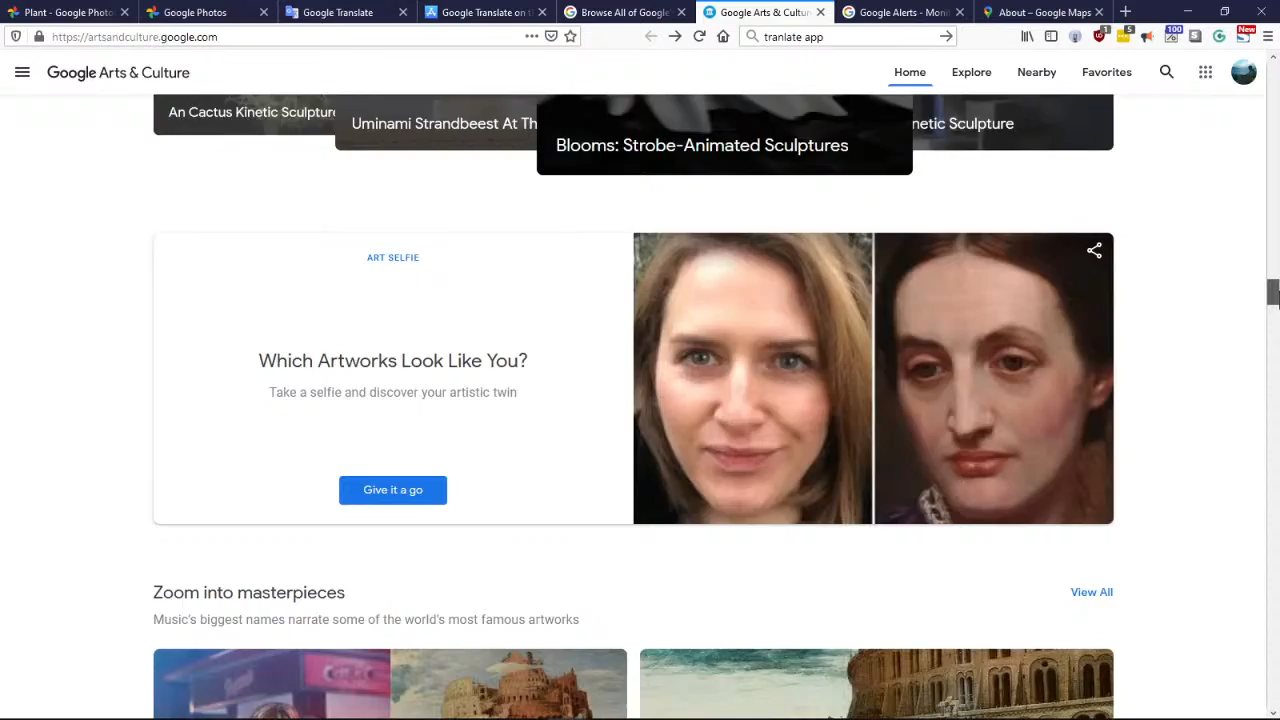 Plant - Google Photo
Google Photos
Google Translate
Google Translate on t
Browse All of Google
Google Arts & Cultur
Google Alerts - Moni
About – Google Maps
https://artsandculture.google.com
tranlate app
100
New
Google Arts & Culture
Home
Explore
Nearby
Favorites
An Cactus Kinetic Sculpture
Uminami Strandbeest At Th
Blooms: Strobe-Animated Sculptures
netic Sculpture
ART SELFIE
Which Artworks Look Like You?
Take a selfie and discover your artistic twin
Give it a go
Zoom into masterpieces
View All
Music's biggest names narrate some of the world's most famous artworks